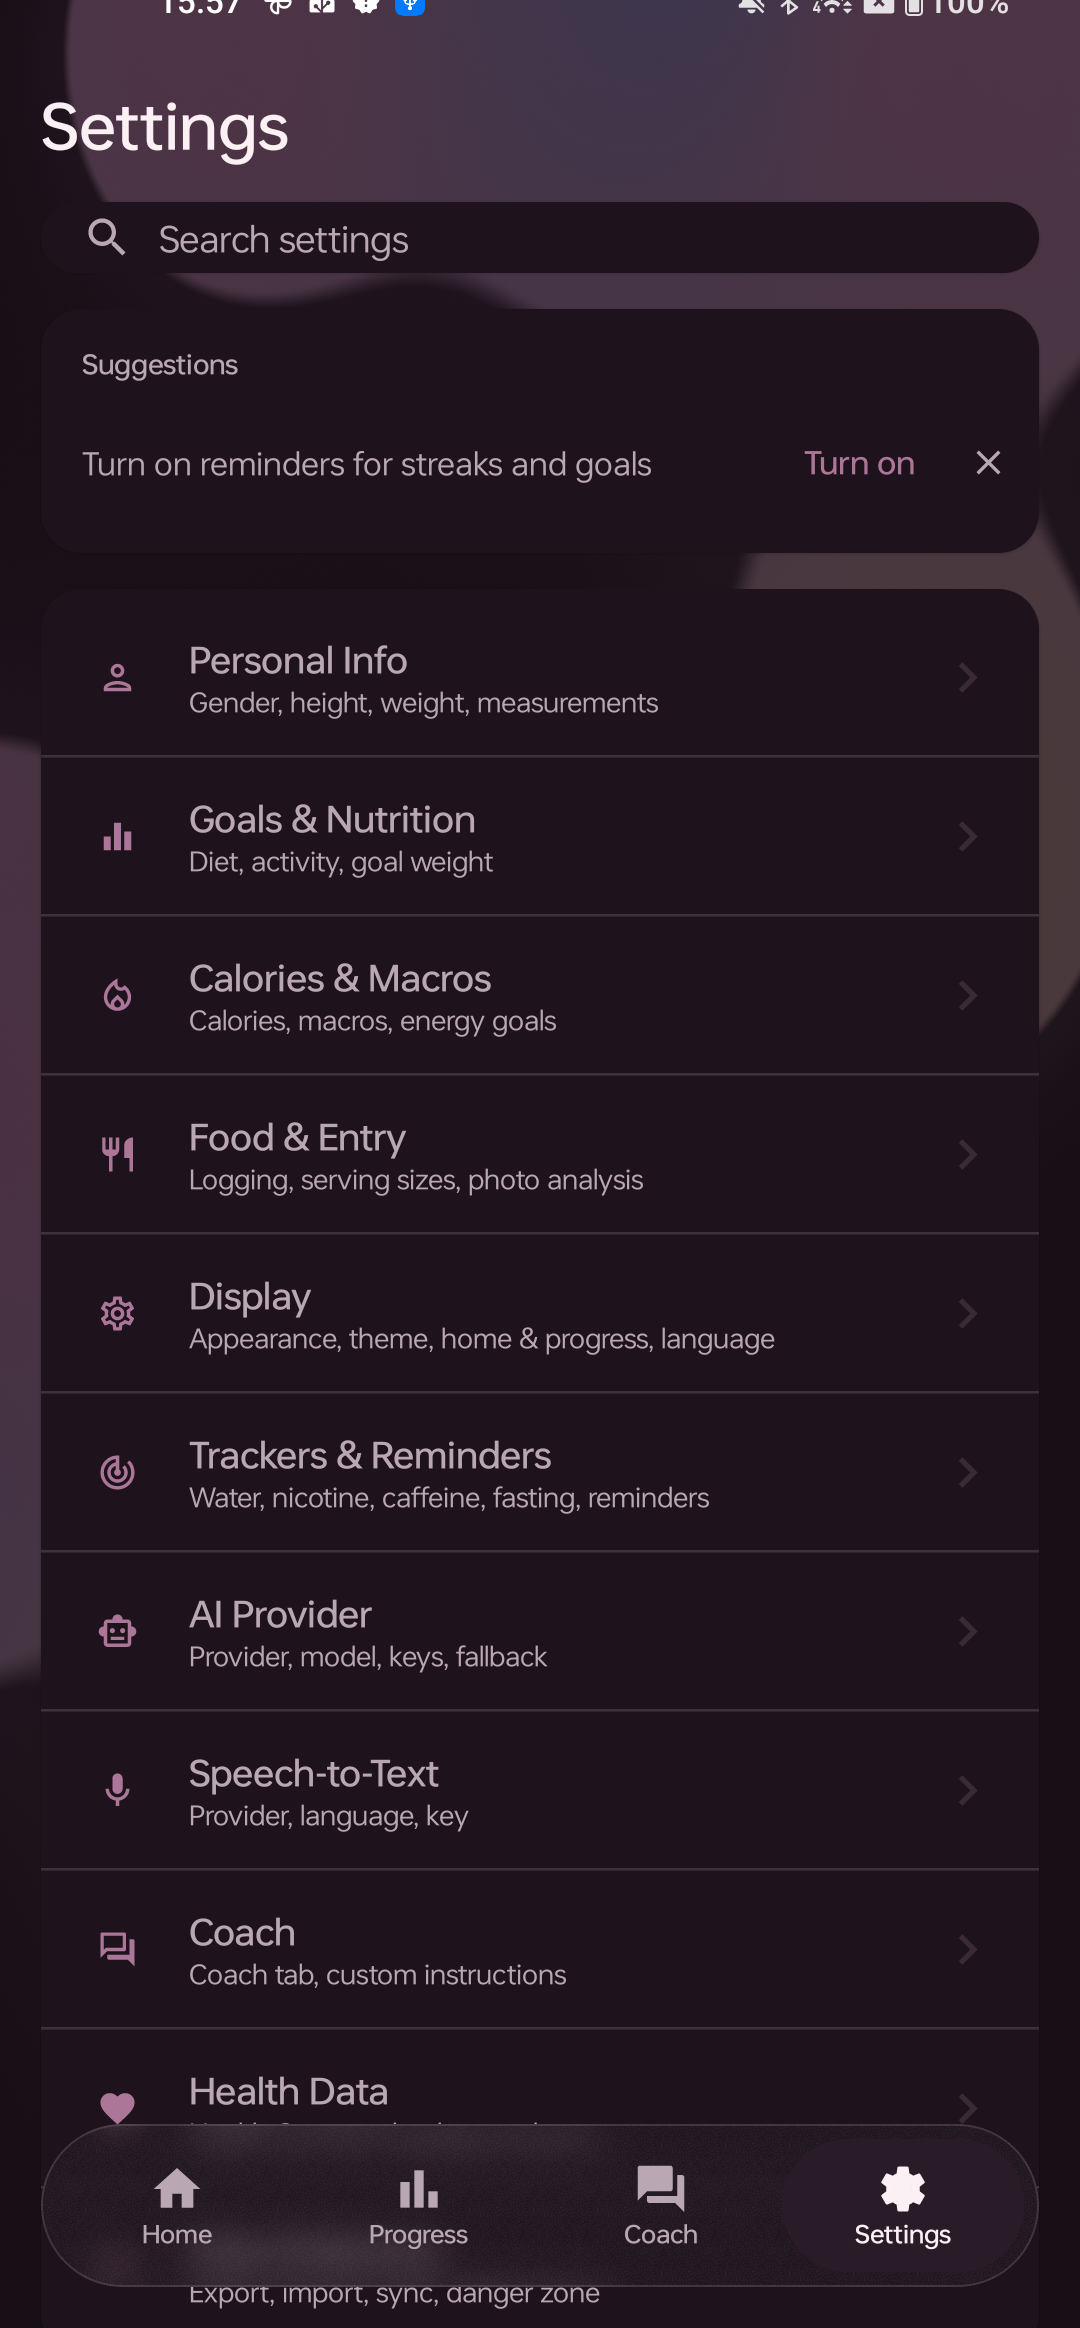 15:57
100%
Settings
Search settings
Suggestions
Turn on reminders for streaks and goals
Turn on
Personal Info
Gender, height, weight, measurements
Goals & Nutrition
Diet, activity, goal weight
Calories & Macros
Calories, macros, energy goals
Food & Entry
Logging, serving sizes, photo analysis
Display
Appearance, theme, home & progress, language
Trackers & Reminders
Water, nicotine, caffeine, fasting, reminders
AI Provider
Provider, model, keys, fallback
Speech-to-Text
Provider, language, key
Coach
Coach tab, custom instructions
Health Data
Home
Progress
Coach
Settings
Export, import, sync, danger zone